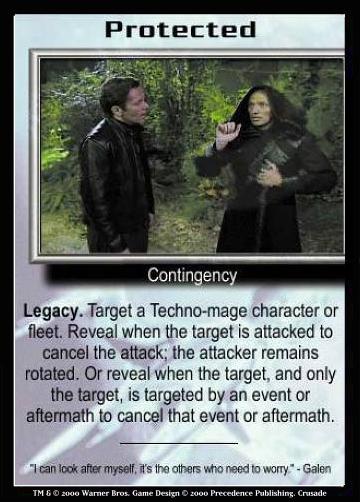 Protected
Contingency
Legacy. Target a Techno-mage character or
fleet. Reveal when the target is attacked to
cancel the attack; the attacker remains
rotated. Or reveal when the target, and only
the target, is targeted by an event or
aftermath to cancel that event or aftermath.
"I can look after myself, it's the others who need to worry." - Galen
TM & © 2000 Warner Bros. Game Design © 2000 Precedence Publishing. Crusade